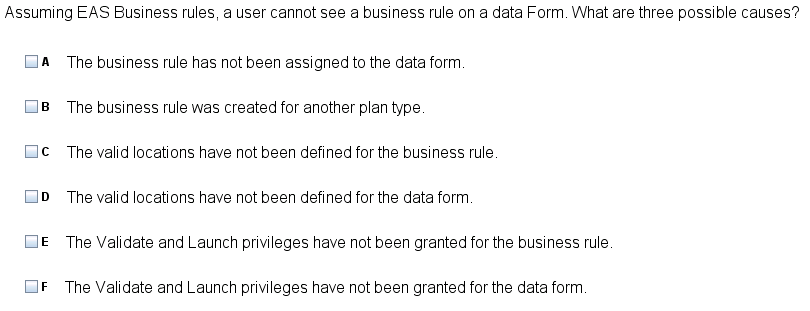 Assuming EAS Business rules, a user cannot see a business rule on a data Form. What are three possible causes?
A The business rule has not been assigned to the data form.
B The business rule was created for another plan type.
C The valid locations have not been defined for the business rule.
D The valid locations have not been defined for the data form.
E The Validate and Launch privileges have not been granted for the business rule.
F The Validate and Launch privileges have not been granted for the data form.